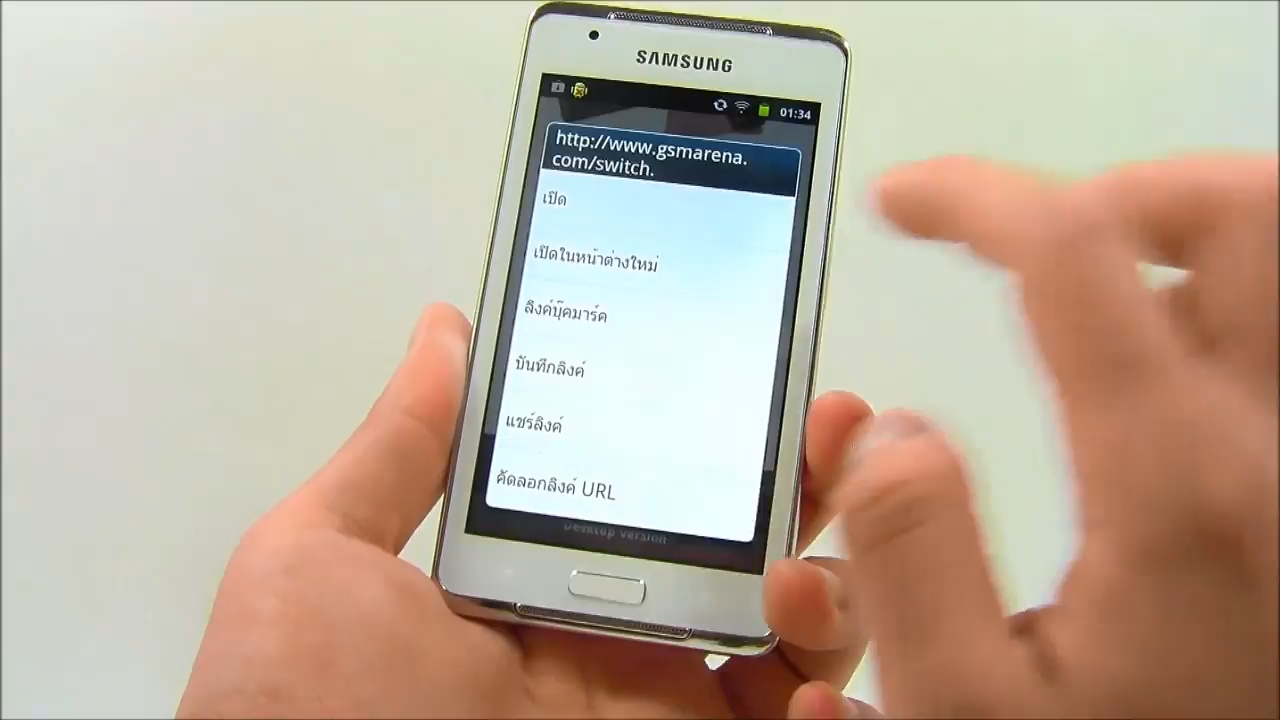 SAMSUNG
01:34
http://www.gsmarena.
com/switch.
เปิด
เปิดในหน้าต่างใหม่
ลิงค์บุ๊คมาร์ค
บันทึกลิงค์
แชร์ลิงค์
คัดลอกลิงค์ URL
Desktop version